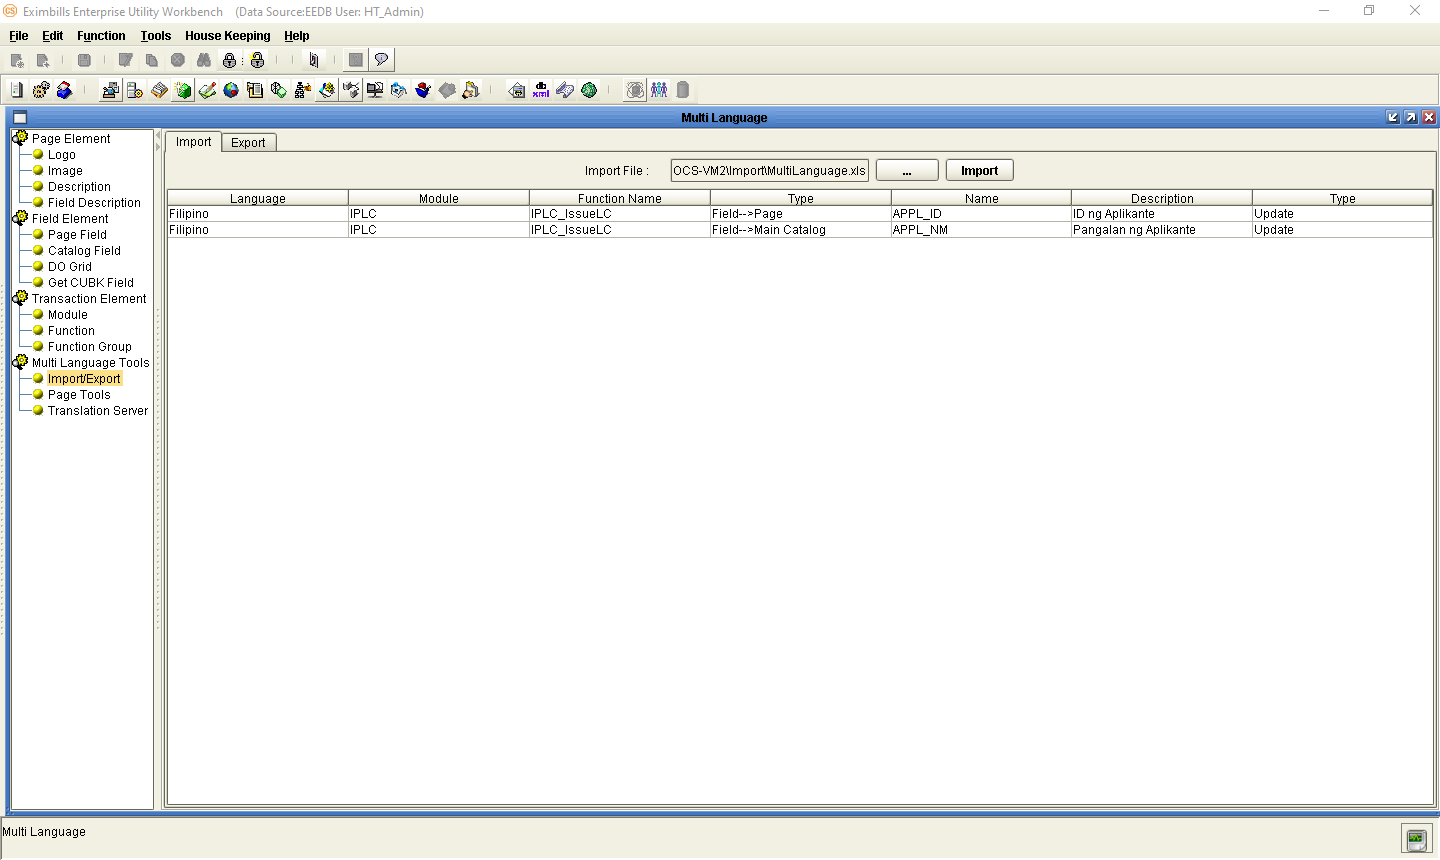 Eximbills Enterprise Utility Workbench (Data Source:EEDB User: HT_Admin)
File Edit Function Tools House Keeping Help
Multi Language
Page Element
Logo
Image
Description
Field Description
Field Element
Page Field
Catalog Field
DO Grid
Get CUBK Field
Transaction Element
Module
Function
Function Group
Multi Language Tools
Import/Export
Page Tools
Translation Server
Import Export
Import File : OCS-VM2\Import\MultiLanguage.xls ... Import
Language Module Function Name Type Name Description Type
Filipino IPLC IPLC_IssueLC Field-->Page APPL_ID ID ng Aplikante Update
Filipino IPLC IPLC_IssueLC Field-->Main Catalog APPL_NM Pangalan ng Aplikante Update
Multi Language